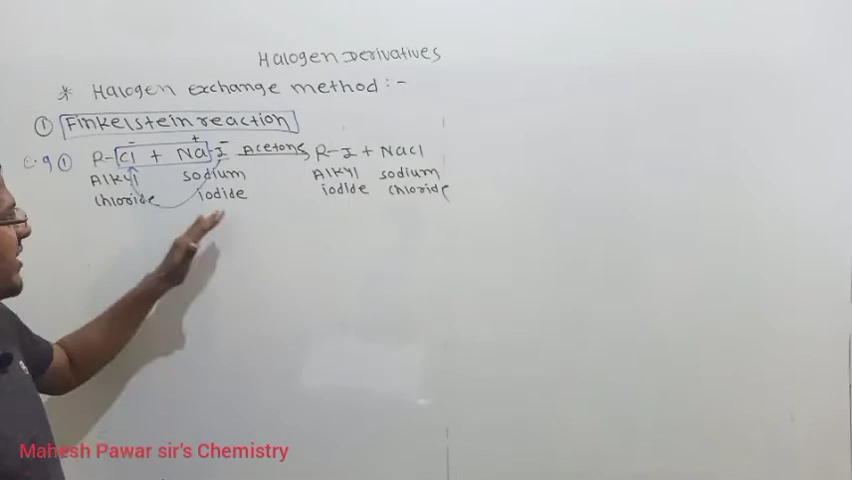 Halogen Derivatives
* Halogen exchange method :-
① Finkelstein reaction
e.g ① R-Cl⁻ + Na⁺-I⁻ Acetone R-I + NaCl
Alkyl sodium Alkyl sodium
chloride iodide iodide chloride
Mahesh Pawar sir's Chemistry